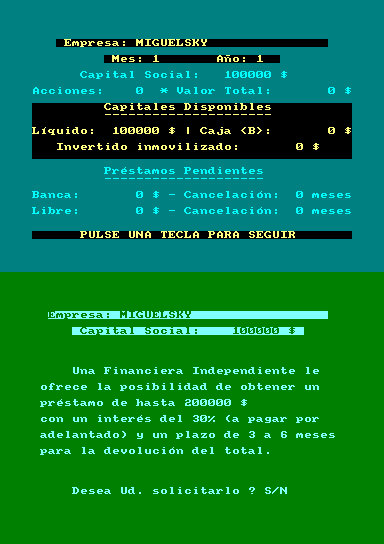 Empresa: MIGUELSKY
Mes: 1 Año: 1
Capital Social: 100000 $
Acciones: 0 * Valor Total: 0 $
Capitales Disponibles
Líquido: 100000 $ | Caja <B>: 0 $
Invertido inmovilizado: 0 $
Préstamos Pendientes
Banca: 0 $ - Cancelación: 0 meses
Libre: 0 $ - Cancelación: 0 meses
PULSE UNA TECLA PARA SEGUIR
Empresa: MIGUELSKY
Capital Social: 100000 $
Una Financiera Independiente le
ofrece la posibilidad de obtener un
préstamo de hasta 200000 $
con un interés del 30% (a pagar por
adelantado) y un plazo de 3 a 6 meses
para la devolución del total.
Desea Ud. solicitarlo ? S/N